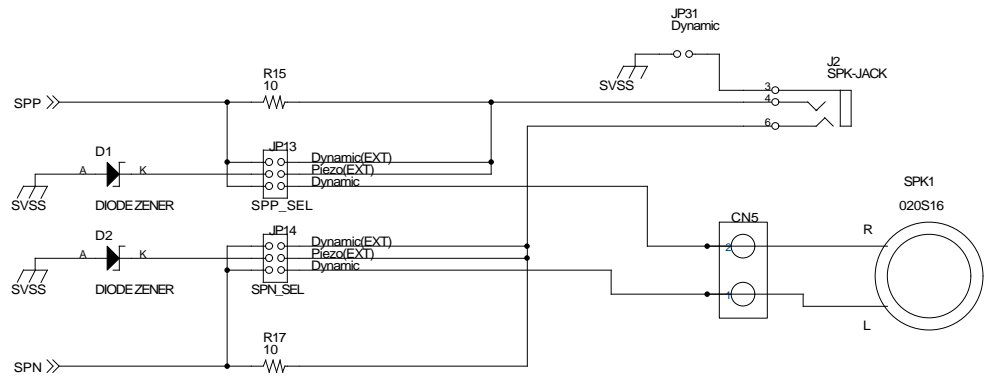 JP31
Dynamic
J2
SPK-JACK
R15
10
SVSS
3
SPP
4
6
JP13
D1
Dynamic(EXT)
A K
Piezo(EXT)
Dynamic
SPK1
SVSS
DIODE ZENER
SPP_SEL
020S16
CN5
JP14
D2
R
Dynamic(EXT)
2
A K
Piezo(EXT)
Dynamic
SVSS
DIODE ZENER
SPN_SEL
1
L
R17
10
SPN